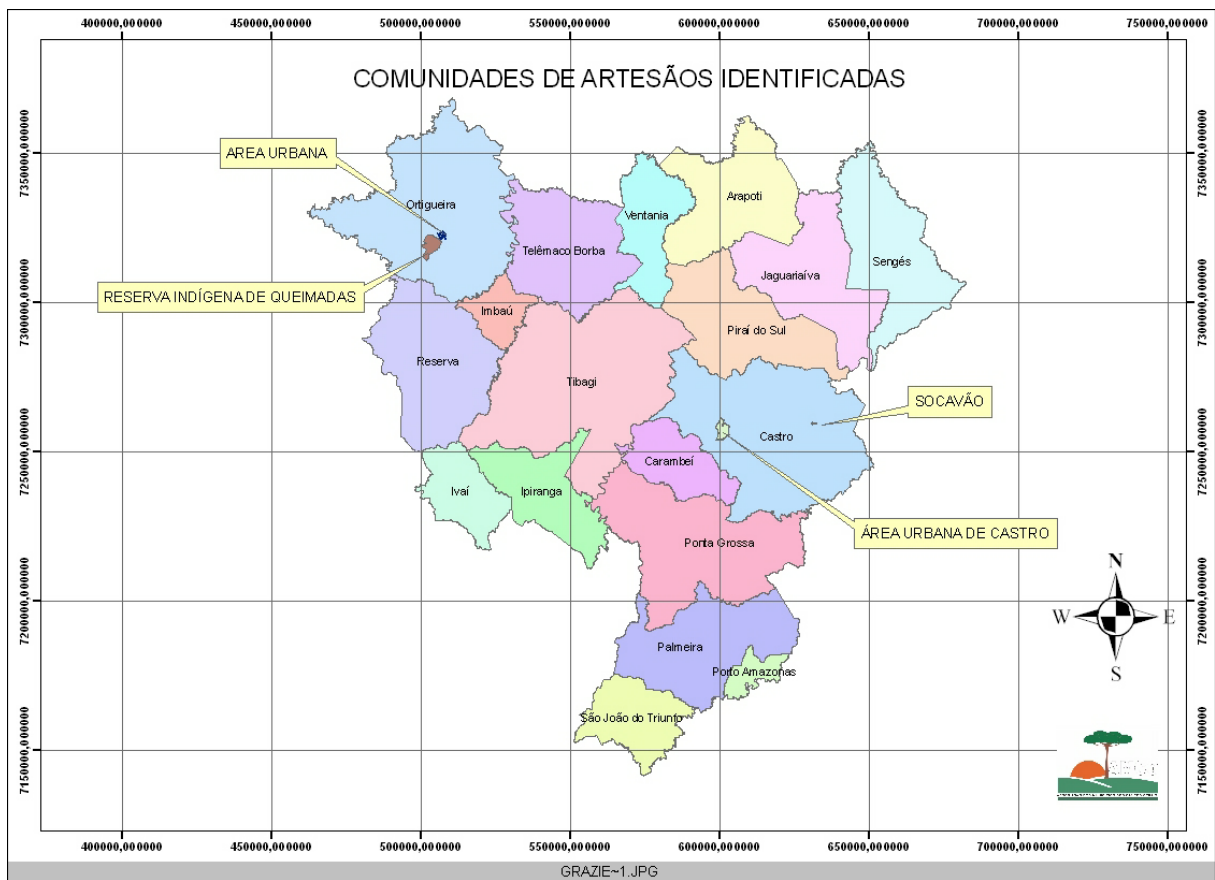 400000,000000 450000,000000 500000,000000 550000,000000 600000,000000 650000,000000 700000,000000 750000,000000
COMUNIDADES DE ARTESÃOS IDENTIFICADAS
7350000,000000 7350000,000000
AREA URBANA
Ortigueira
Ventania
Arapoti
Telêmaco Borba
Sengés
Jaguariaíva
RESERVA INDÍGENA DE QUEIMADAS
7300000,000000 7300000,000000
Imbaú
Piraí do Sul
Reserva
Tibagi
SOCAVÃO
Castro
7250000,000000 7250000,000000
Carambeí
Ivaí
Ipiranga
ÁREA URBANA DE CASTRO
Ponta Grossa
N
7200000,000000 7200000,000000
W E
S
Palmeira
Porto Amazonas
São João do Triunfo
7150000,000000 7150000,000000
400000,000000 450000,000000 500000,000000 550000,000000 600000,000000 650000,000000 700000,000000 750000,000000
GRAZIE~1.JPG